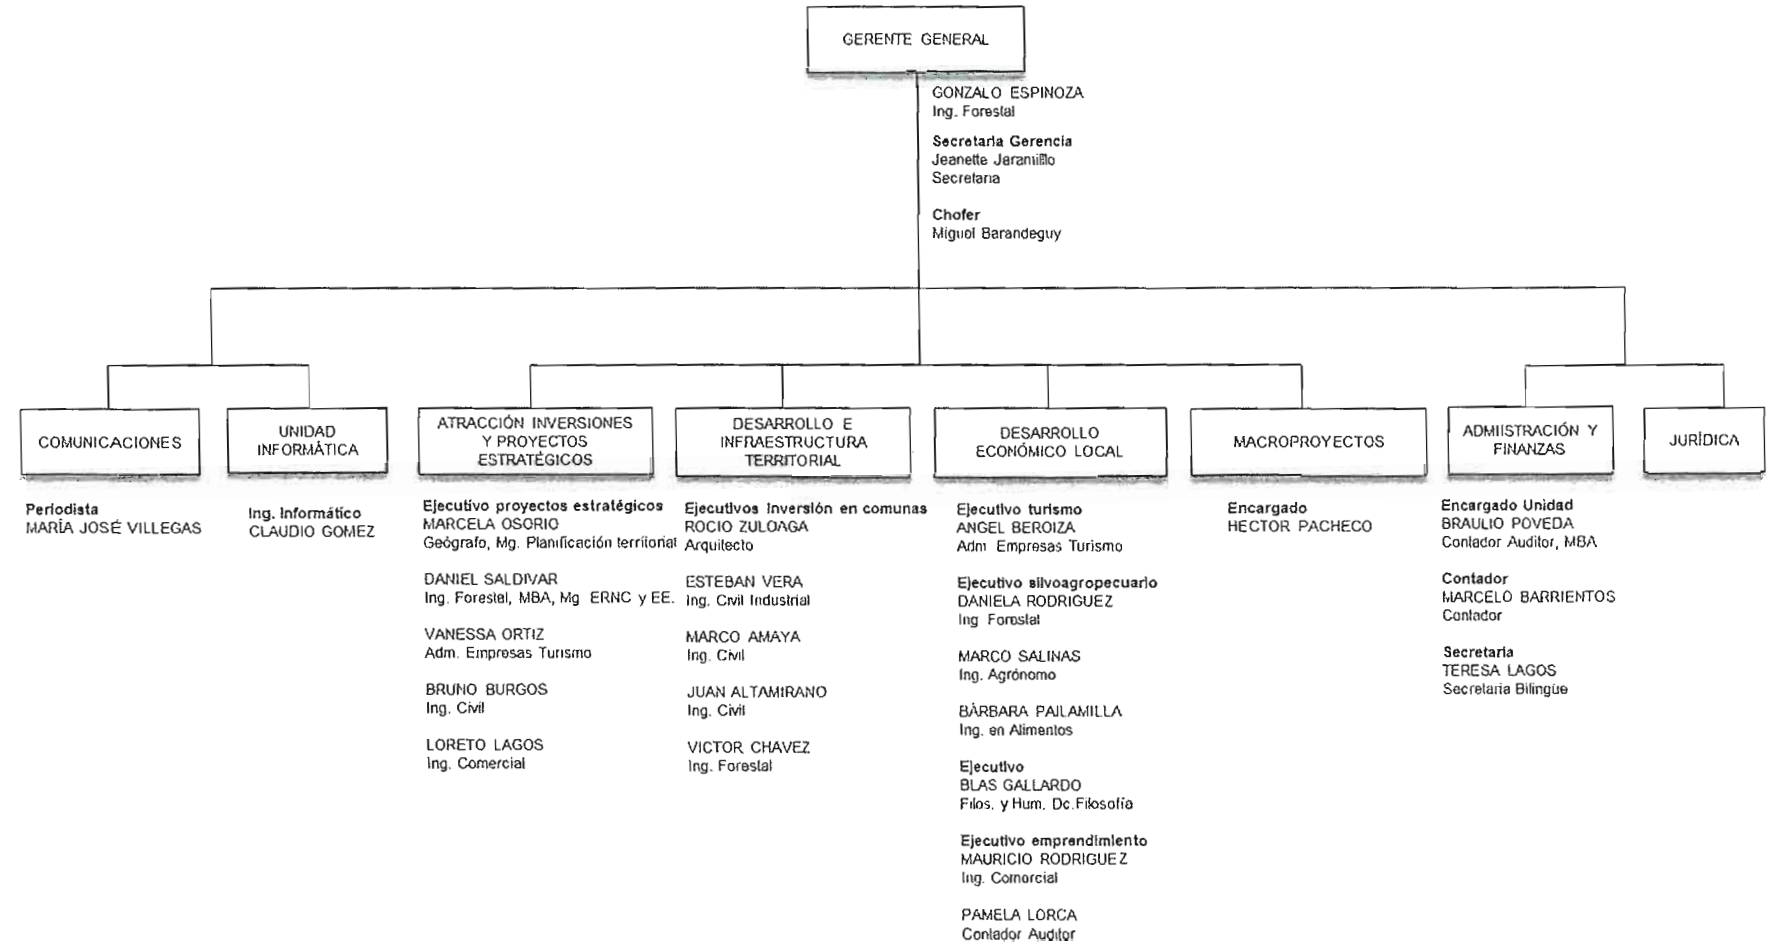 GERENTE GENERAL
GONZALO ESPINOZA
Ing. Forestal
Secretaria Gerencia
Jeanette Jaramillo
Secretaria
Chofer
Miguel Barandeguy
COMUNICACIONES
Periodista
MARÍA JOSÉ VILLEGAS
UNIDAD
INFORMÁTICA
Ing. Informático
CLAUDIO GOMEZ
ATRACCIÓN INVERSIONES
Y PROYECTOS
ESTRATÉGICOS
Ejecutivo proyectos estratégicos
MARCELA OSORIO
Geógrafo, Mg. Planificación territorial
DANIEL SALDIVAR
Ing. Forestal, MBA, Mg ERNC y EE.
VANESSA ORTIZ
Adm. Empresas Turismo
BRUNO BURGOS
Ing. Civil
LORETO LAGOS
Ing. Comercial
DESARROLLO E
INFRAESTRUCTURA
TERRITORIAL
Ejecutivos Inversión en comunas
ROCIO ZULOAGA
Arquitecto
ESTEBAN VERA
Ing. Civil Industrial
MARCO AMAYA
Ing. Civil
JUAN ALTAMIRANO
Ing. Civil
VICTOR CHAVEZ
Ing. Forestal
DESARROLLO
ECONÓMICO LOCAL
Ejecutivo turismo
ANGEL BEROIZA
Adm Empresas Turismo
Ejecutivo silvoagropecuario
DANIELA RODRIGUEZ
Ing Forestal
MARCO SALINAS
Ing. Agrónomo
BÁRBARA PAILAMILLA
Ing. en Alimentos
Ejecutivo
BLAS GALLARDO
Filos. y Hum. Dc.Filosofía
Ejecutivo emprendimiento
MAURICIO RODRIGUEZ
Ing. Comercial
PAMELA LORCA
Contador Auditor
MACROPROYECTOS
Encargado
HECTOR PACHECO
ADMIISTRACIÓN Y
FINANZAS
Encargado Unidad
BRAULIO POVEDA
Contador Auditor, MBA
Contador
MARCELO BARRIENTOS
Contador
Secretaria
TERESA LAGOS
Secretaria Bilingüe
JURÍDICA